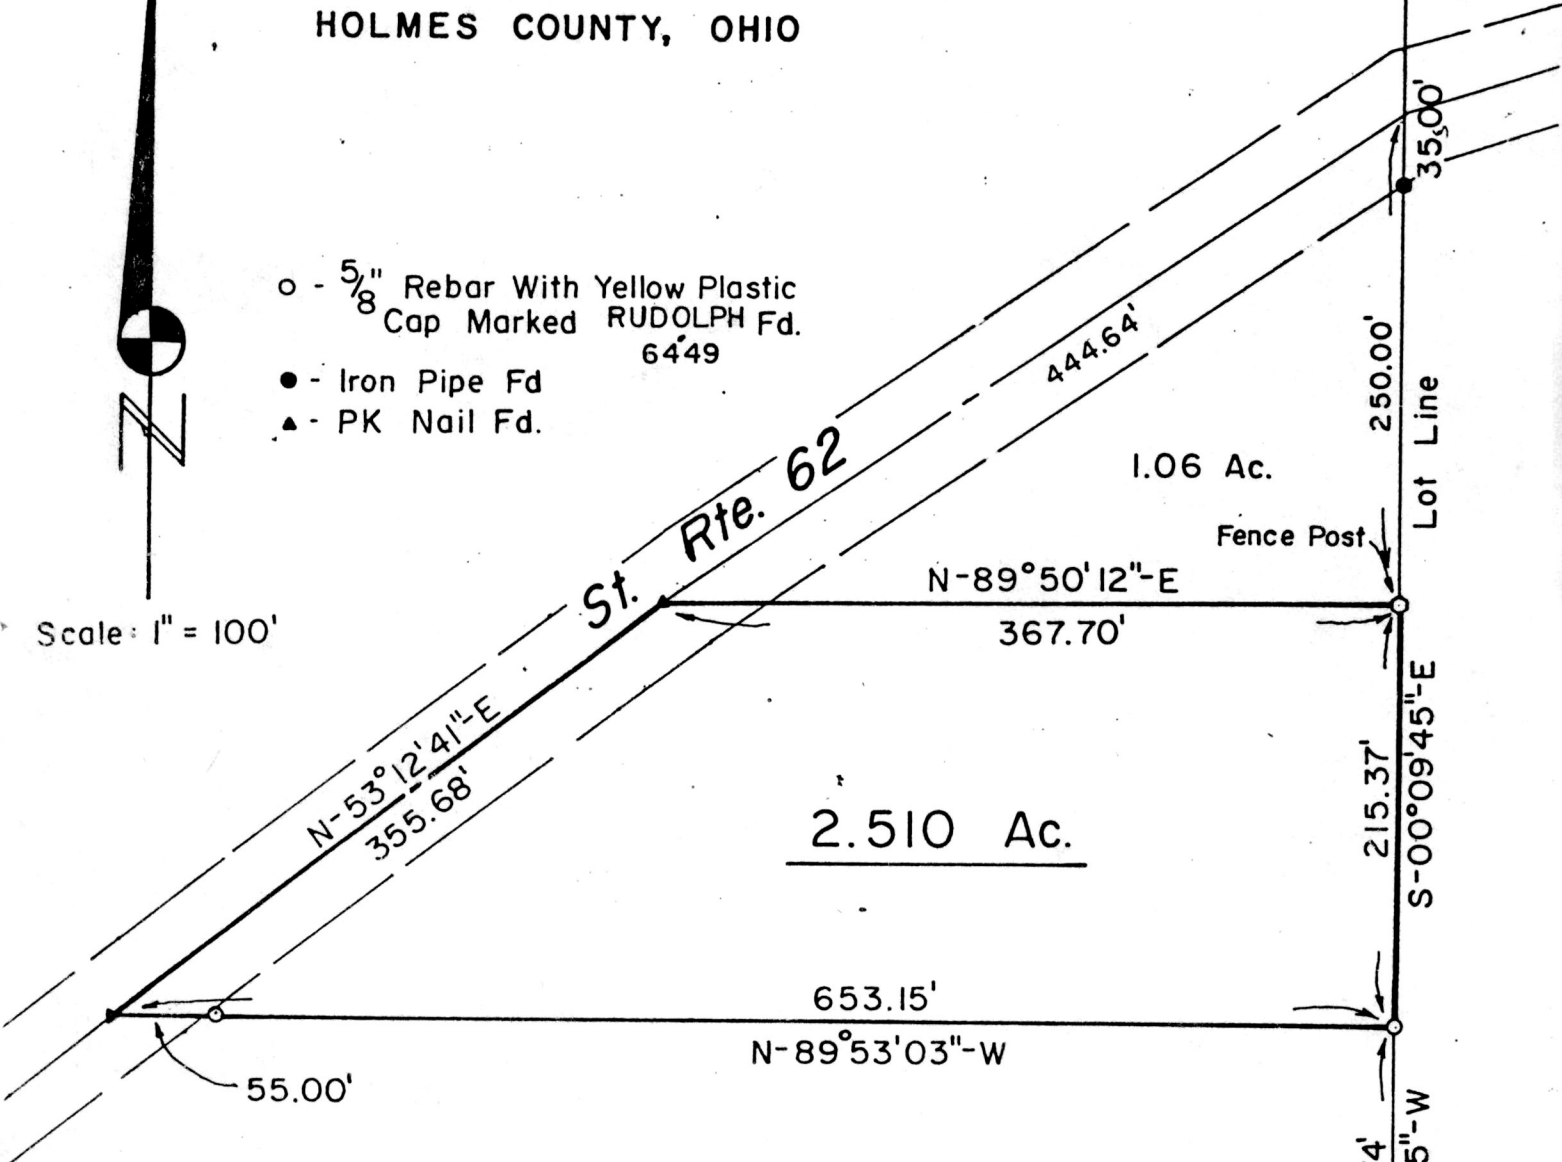 HOLMES COUNTY, OHIO
35.00'
○ - 5/8" Rebar With Yellow Plastic
Cap Marked RUDOLPH Fd.
6449
● - Iron Pipe Fd
▲ - PK Nail Fd.
444.64'
250.00'
Lot Line
St. Rte. 62
1.06 Ac.
Fence Post
N-89°50'12"-E
367.70'
Scale: 1" = 100'
N
N-53°12'41"-E
355.68'
215.37'
S-00°09'45"-E
2.510 Ac.
653.15'
N-89°53'03"-W
55.00'
4'
5"-W